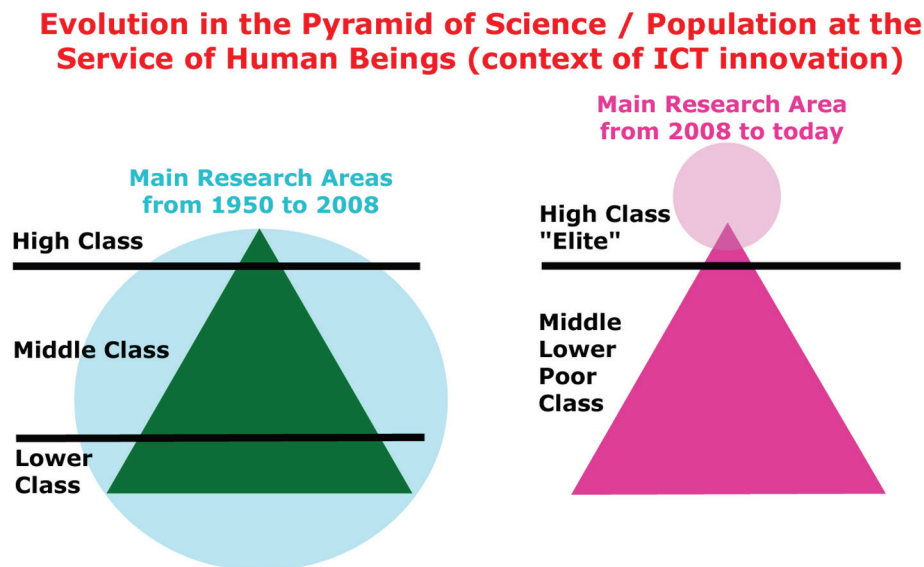 Evolution in the Pyramid of Science / Population at the
Service of Human Beings (context of ICT innovation)
Main Research Areas
from 1950 to 2008
High Class
Middle Class
Lower
Class
Main Research Area
from 2008 to today
High Class
"Elite"
Middle
Lower
Poor
Class